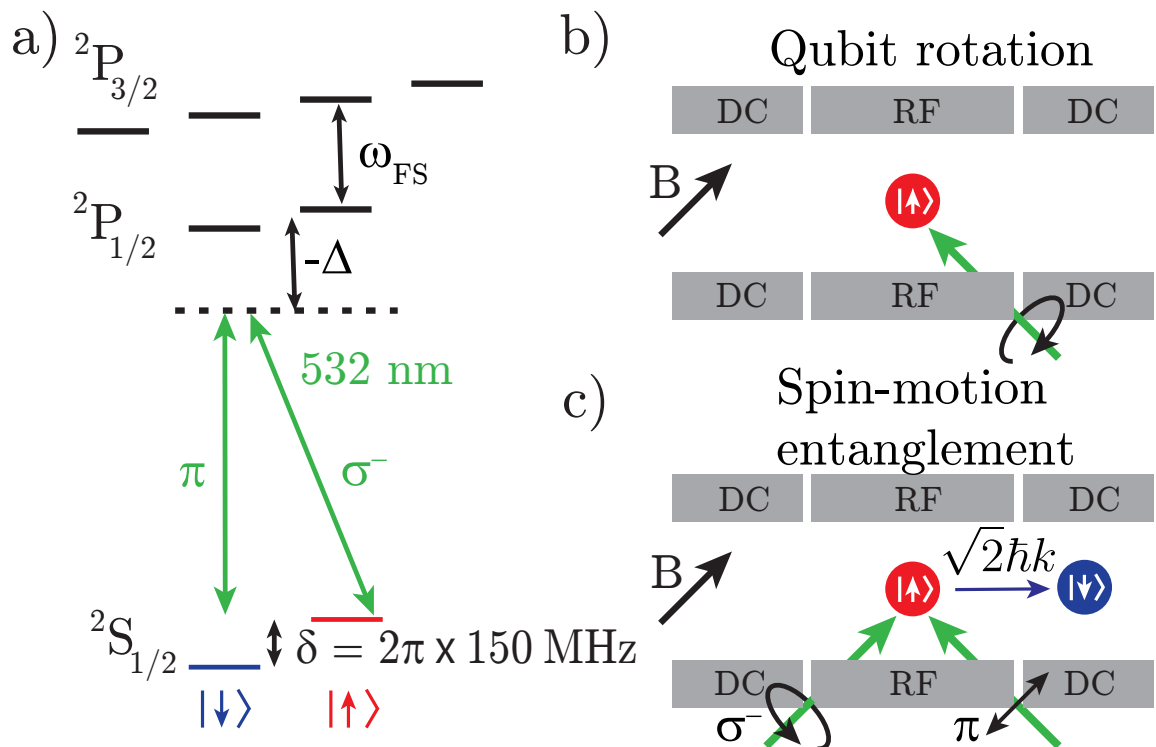 a)
²P₃/₂
ω_FS
²P₁/₂
-Δ
532 nm
π
σ⁻
²S₁/₂
δ = 2π x 150 MHz
|↓⟩
|↑⟩
b)
Qubit rotation
DC
RF
DC
B
|↑⟩
DC
RF
DC
c)
Spin-motion
entanglement
DC
RF
DC
B
|↑⟩
√2ħk
|↓⟩
DC
RF
DC
σ⁻
π